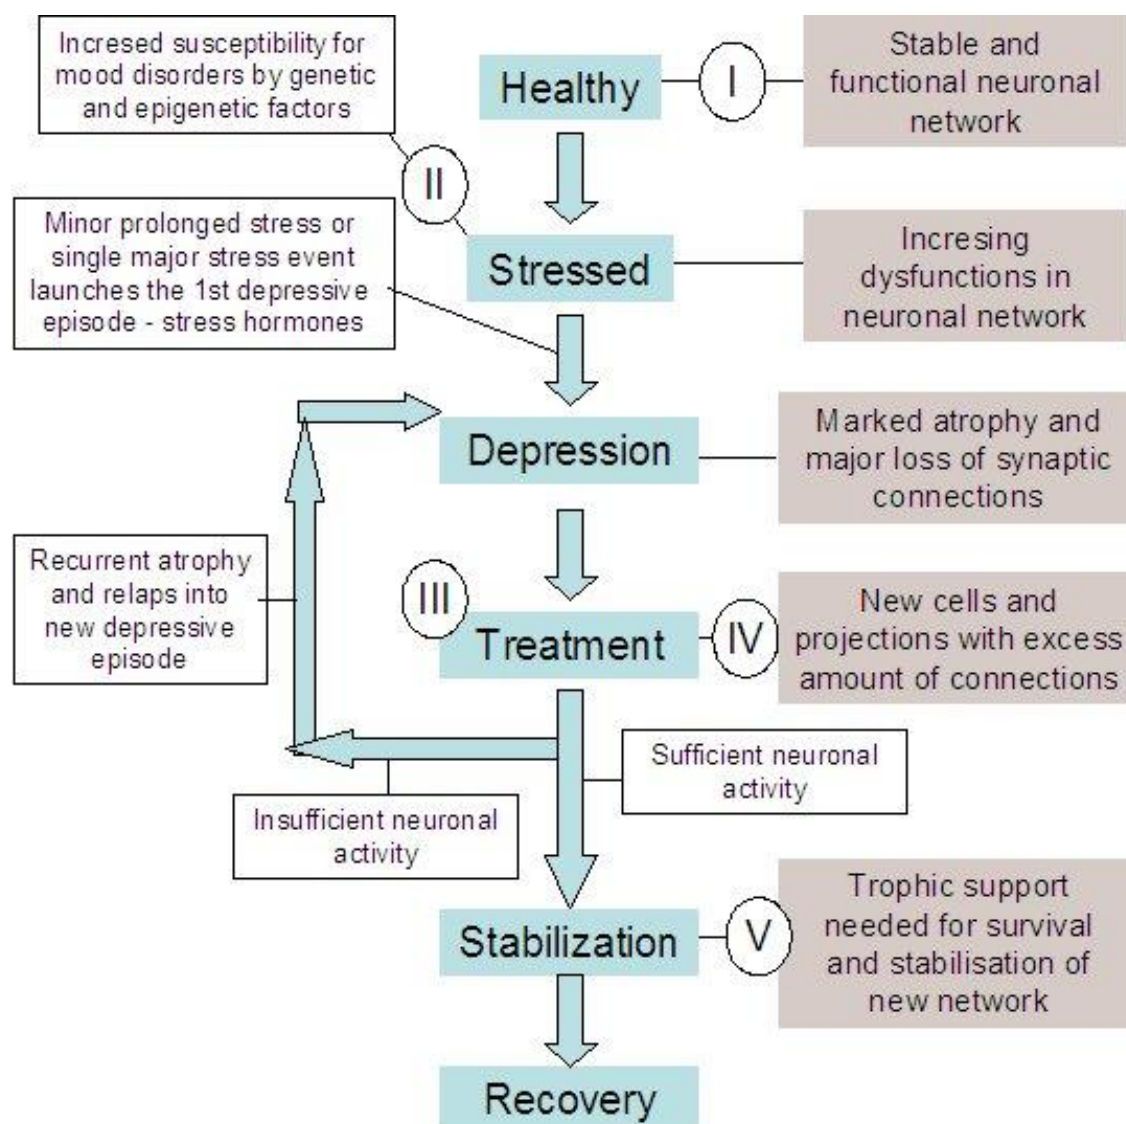 Incresed susceptibility for
mood disorders by genetic
and epigenetic factors
Healthy
I
Stable and
functional neuronal
network
II
Minor prolonged stress or
single major stress event
launches the 1st depressive
episode - stress hormones
Stressed
Incresing
dysfunctions in
neuronal network
Depression
Marked atrophy and
major loss of synaptic
connections
Recurrent atrophy
and relaps into
new depressive
episode
III
Treatment
IV
New cells and
projections with excess
amount of connections
Insufficient neuronal
activity
Sufficient neuronal
activity
Stabilization
V
Trophic support
needed for survival
and stabilisation of
new network
Recovery